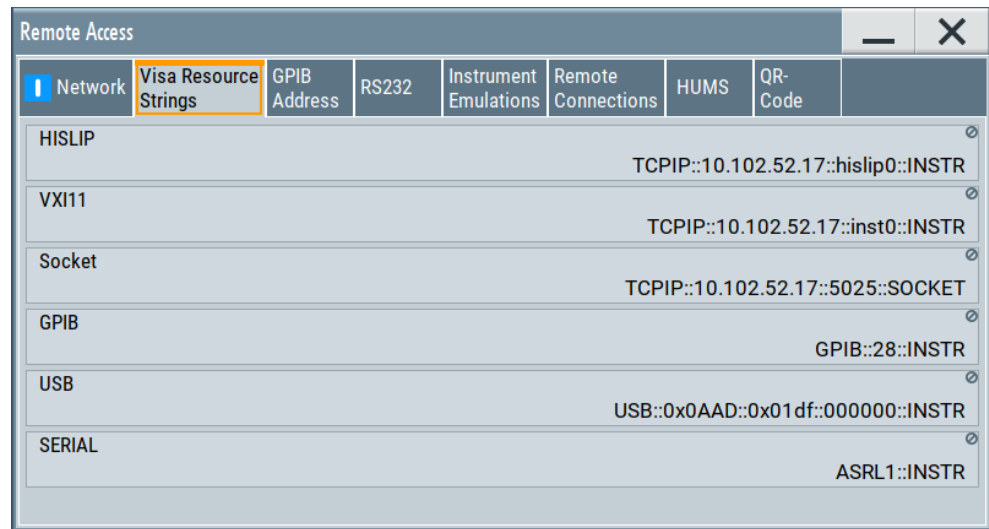 Remote Access
Network
Visa Resource
Strings
GPIB
Address
RS232
Instrument
Emulations
Remote
Connections
HUMS
QR-
Code
HISLIP
TCPIP::10.102.52.17::hislip0::INSTR
VXI11
TCPIP::10.102.52.17::inst0::INSTR
Socket
TCPIP::10.102.52.17::5025::SOCKET
GPIB
GPIB::28::INSTR
USB
USB::0x0AAD::0x01df::000000::INSTR
SERIAL
ASRL1::INSTR